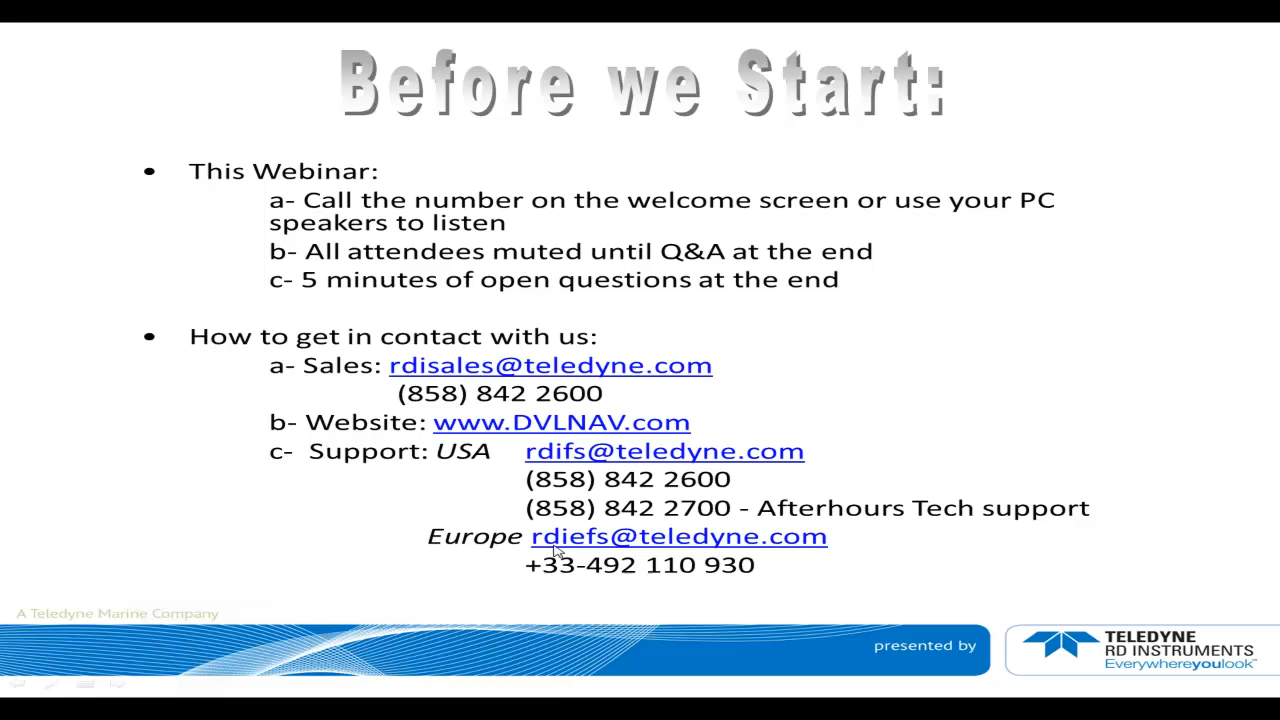 Before we Start:
• This Webinar:
a- Call the number on the welcome screen or use your PC
speakers to listen
b- All attendees muted until Q&A at the end
c- 5 minutes of open questions at the end
• How to get in contact with us:
a- Sales: rdisales@teledyne.com
(858) 842 2600
b- Website: www.DVLNAV.com
c- Support: USA rdifs@teledyne.com
(858) 842 2600
(858) 842 2700 - Afterhours Tech support
Europe rdiefs@teledyne.com
+33-492 110 930
A Teledyne Marine Company
presented by
TELEDYNE
RD INSTRUMENTS
Everywhereyoulook™